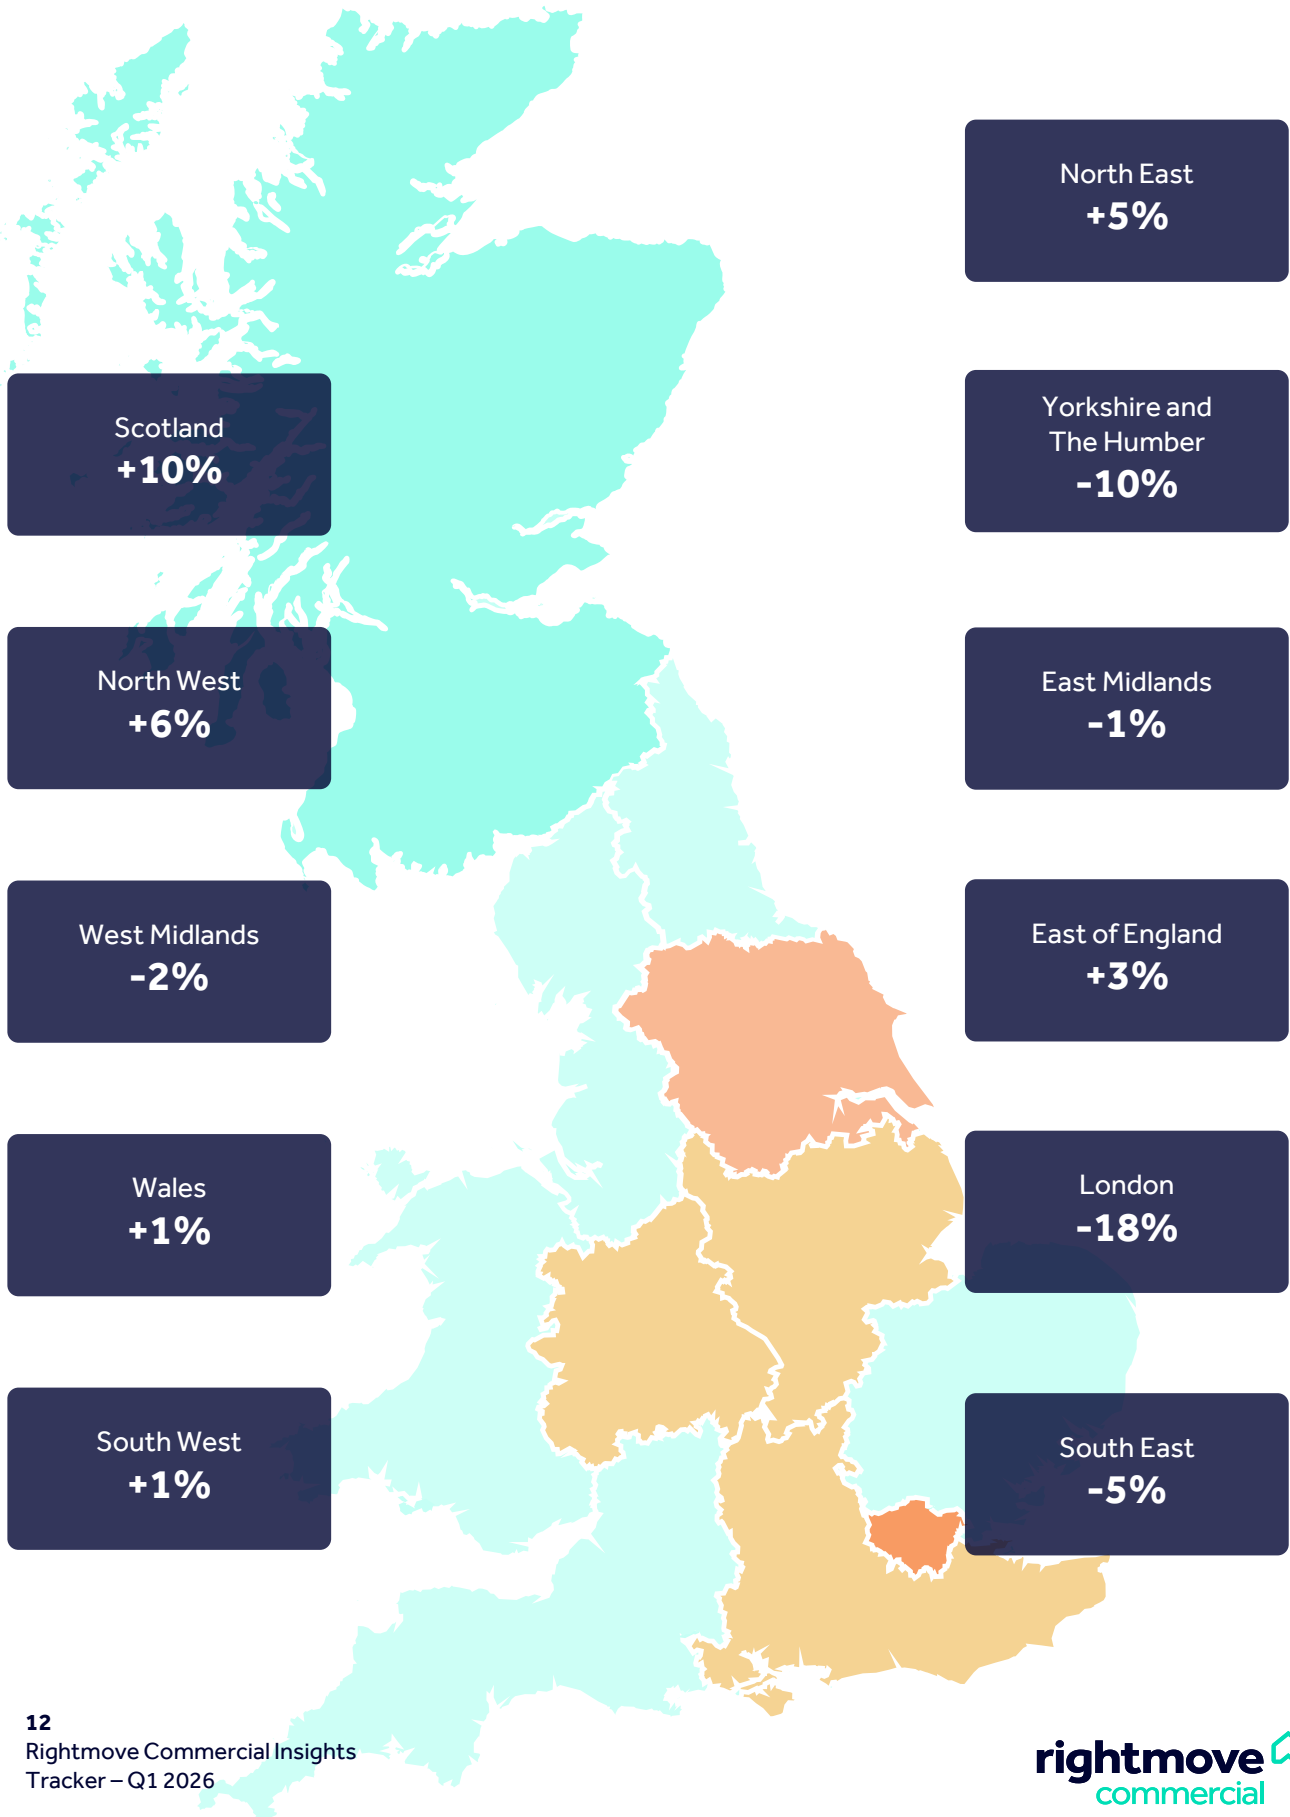 North East
+5%
Scotland
+10%
Yorkshire and
The Humber
-10%
North West
+6%
East Midlands
-1%
West Midlands
-2%
East of England
+3%
Wales
+1%
London
-18%
South West
+1%
South East
-5%
12
Rightmove Commercial Insights
Tracker – Q1 2026
rightmove
commercial